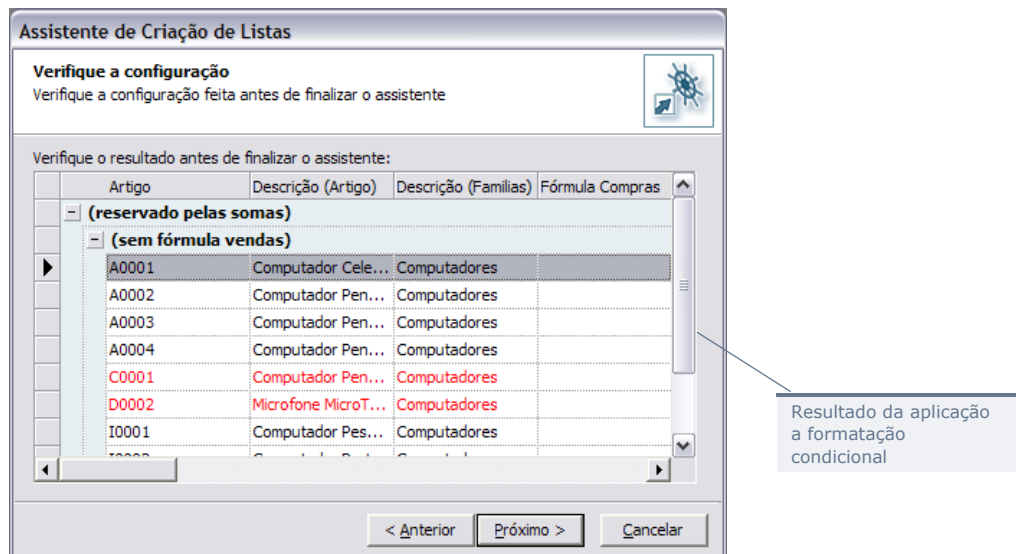 Assistente de Criação de Listas
Verifique a configuração
Verifique a configuração feita antes de finalizar o assistente
Verifique o resultado antes de finalizar o assistente:
Artigo Descrição (Artigo) Descrição (Familias) Fórmula Compras
(reservado pelas somas)
(sem fórmula vendas)
A0001 Computador Cele... Computadores
A0002 Computador Pen... Computadores
A0003 Computador Pen... Computadores
A0004 Computador Pen... Computadores
C0001 Computador Pen... Computadores
D0002 Microfone MicroT... Computadores
I0001 Computador Pes... Computadores
< Anterior Próximo > Cancelar
Resultado da aplicação
a formatação
condicional